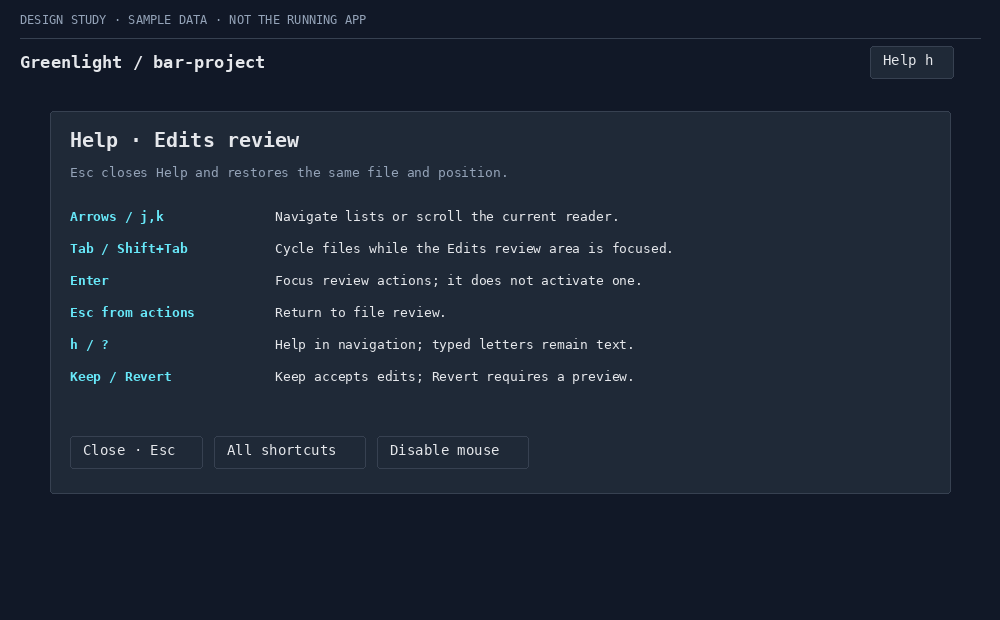 DESIGN STUDY · SAMPLE DATA · NOT THE RUNNING APP
Greenlight / bar-project
Help h
Help · Edits review
Esc closes Help and restores the same file and position.
Arrows / j,k Navigate lists or scroll the current reader.
Tab / Shift+Tab Cycle files while the Edits review area is focused.
Enter Focus review actions; it does not activate one.
Esc from actions Return to file review.
h / ? Help in navigation; typed letters remain text.
Keep / Revert Keep accepts edits; Revert requires a preview.
Close · Esc All shortcuts Disable mouse